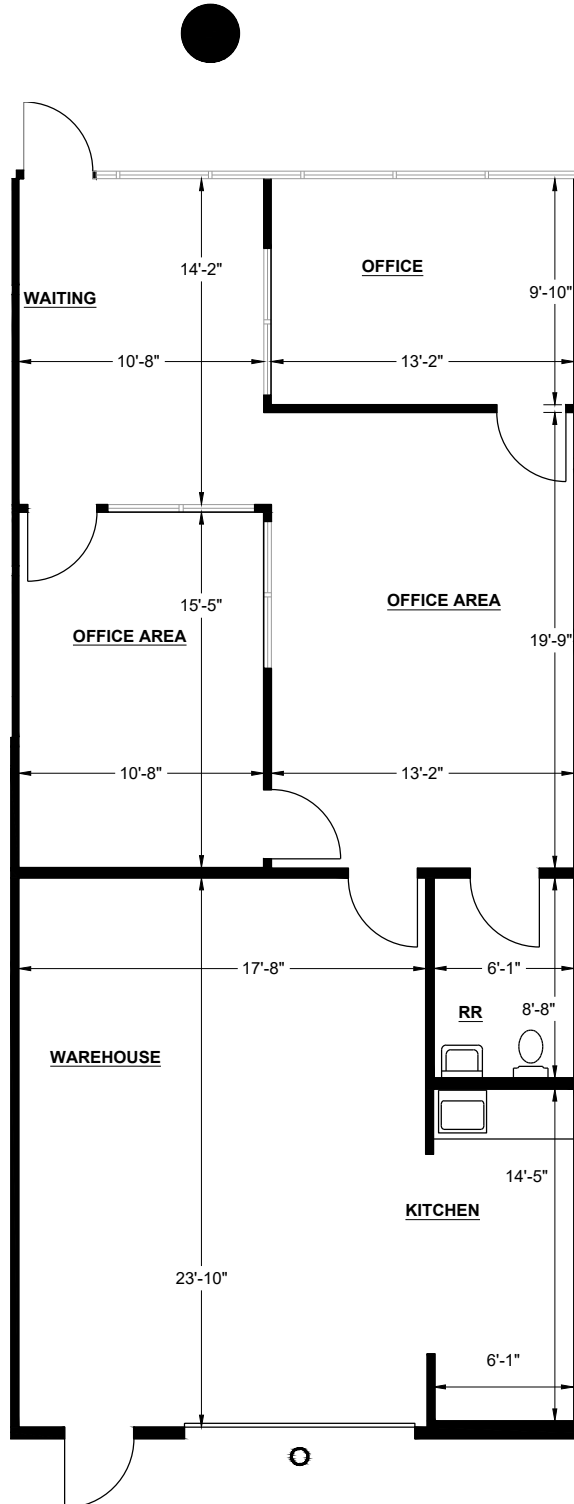 14'-2"
OFFICE
9'-10"
WAITING
10'-8"
13'-2"
15'-5"
OFFICE AREA
OFFICE AREA
19'-9"
10'-8"
13'-2"
17'-8"
6'-1"
RR
8'-8"
WAREHOUSE
14'-5"
KITCHEN
23'-10"
6'-1"